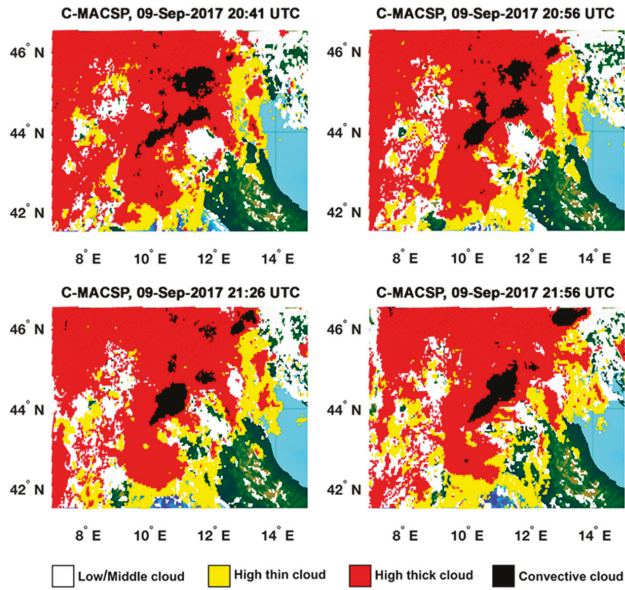 C-MACSP, 09-Sep-2017 20:41 UTC
C-MACSP, 09-Sep-2017 20:56 UTC
46° N
44° N
42° N
8° E
10° E
12° E
14° E
46° N
44° N
42° N
8° E
10° E
12° E
14° E
C-MACSP, 09-Sep-2017 21:26 UTC
C-MACSP, 09-Sep-2017 21:56 UTC
46° N
44° N
42° N
8° E
10° E
12° E
14° E
46° N
44° N
42° N
8° E
10° E
12° E
14° E
Low/Middle cloud
High thin cloud
High thick cloud
Convective cloud